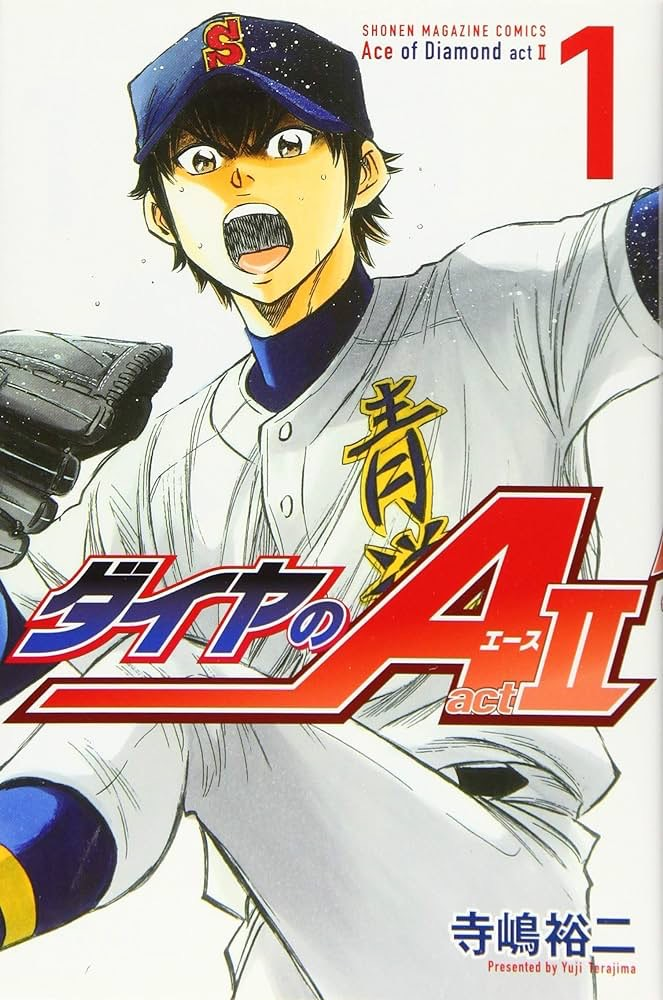 SHONEN MAGAZINE COMICS
Ace of Diamond act Ⅱ
1
S
青
ダイヤのA
エース
act Ⅱ
寺嶋裕二
Presented by Yuji Terajima